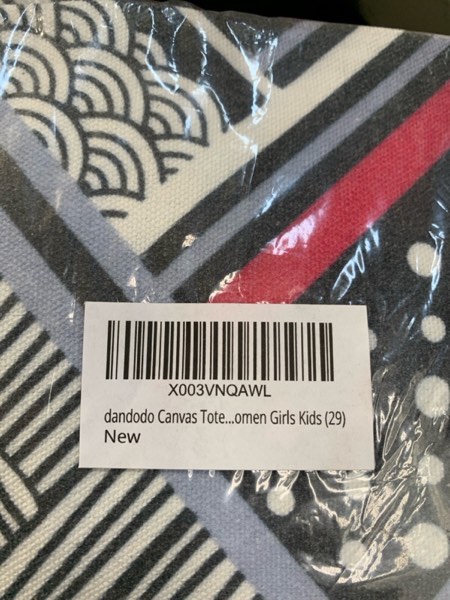 X003VNQAWL
dandodo Canvas Tote...omen Girls Kids (29)
New